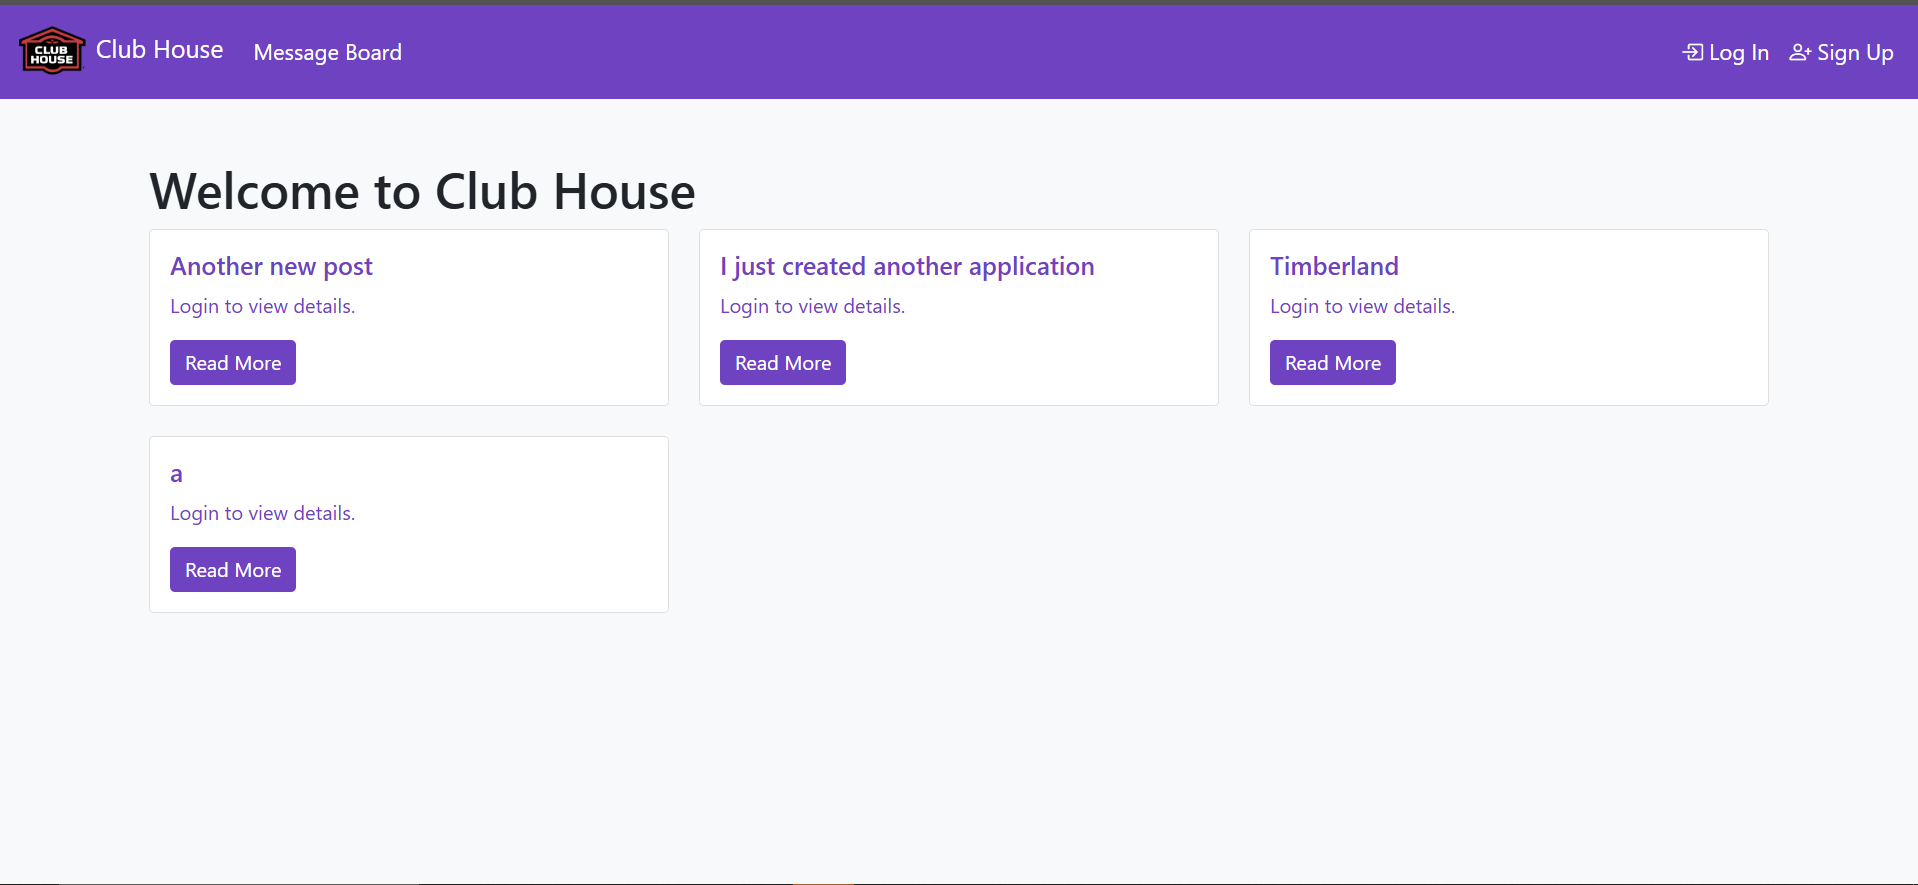 CLUB
HOUSE
Club House
Message Board
Log In
Sign Up
Welcome to Club House
Another new post
Login to view details.
Read More
I just created another application
Login to view details.
Read More
Timberland
Login to view details.
Read More
a
Login to view details.
Read More